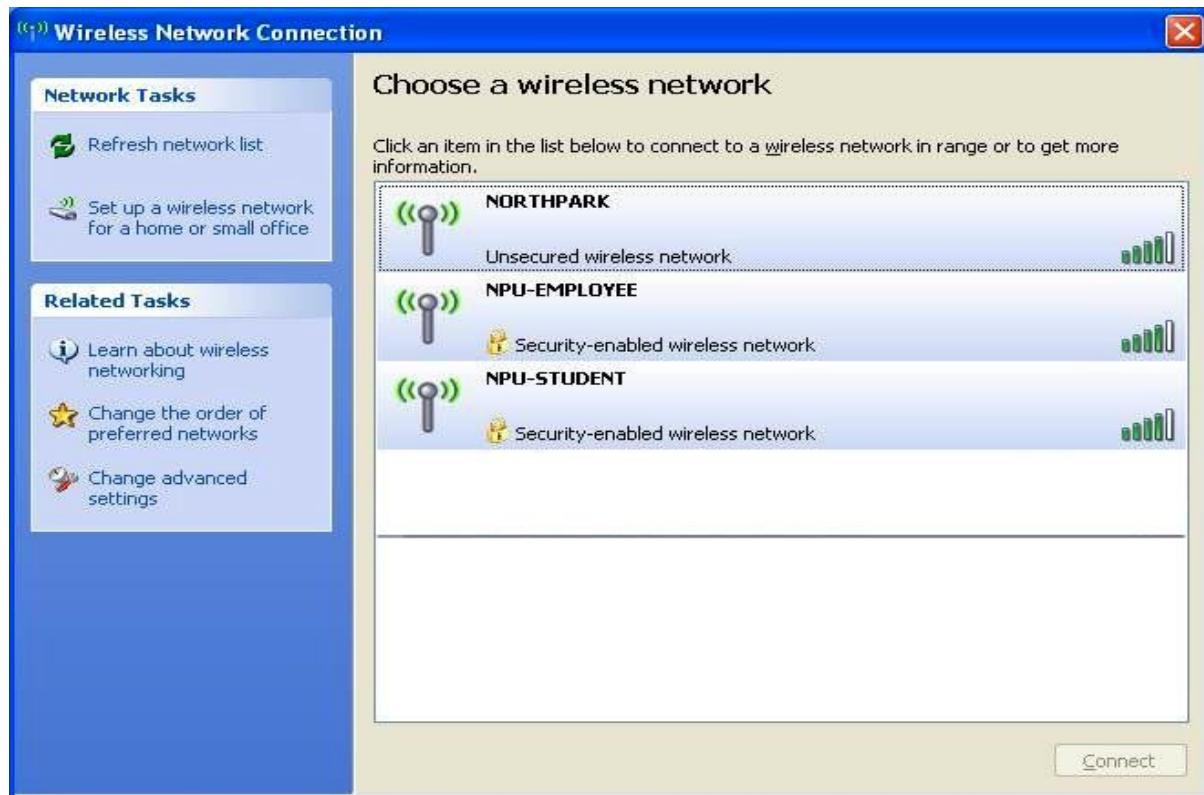 Wireless Network Connection
Network Tasks
Refresh network list
Set up a wireless network
for a home or small office
Related Tasks
Learn about wireless
networking
Change the order of
preferred networks
Change advanced
settings
Choose a wireless network
Click an item in the list below to connect to a wireless network in range or to get more
information.
NORTHPARK
Unsecured wireless network
NPU-EMPLOYEE
Security-enabled wireless network
NPU-STUDENT
Security-enabled wireless network
Connect